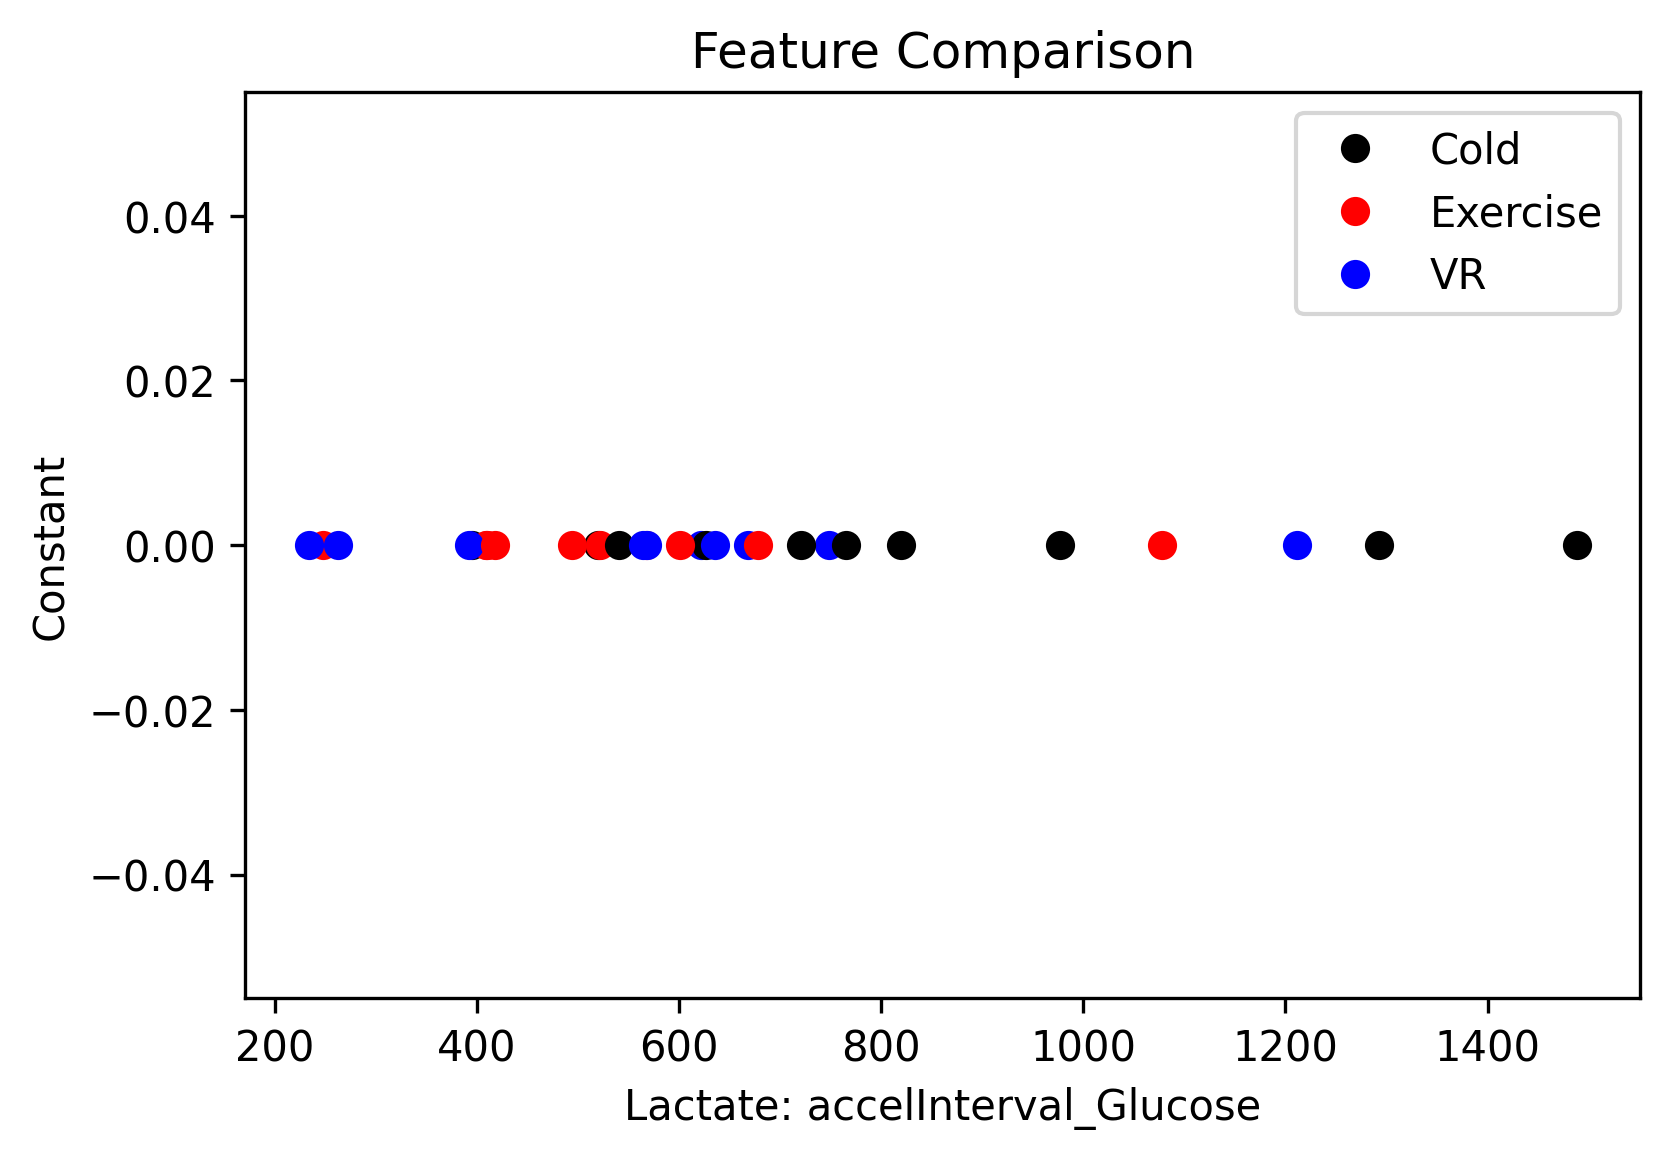 Feature Comparison
Cold
Exercise
VR
0.04
0.02
0.00
−0.02
−0.04
Constant
200 400 600 800 1000 1200 1400
Lactate: accelInterval_Glucose